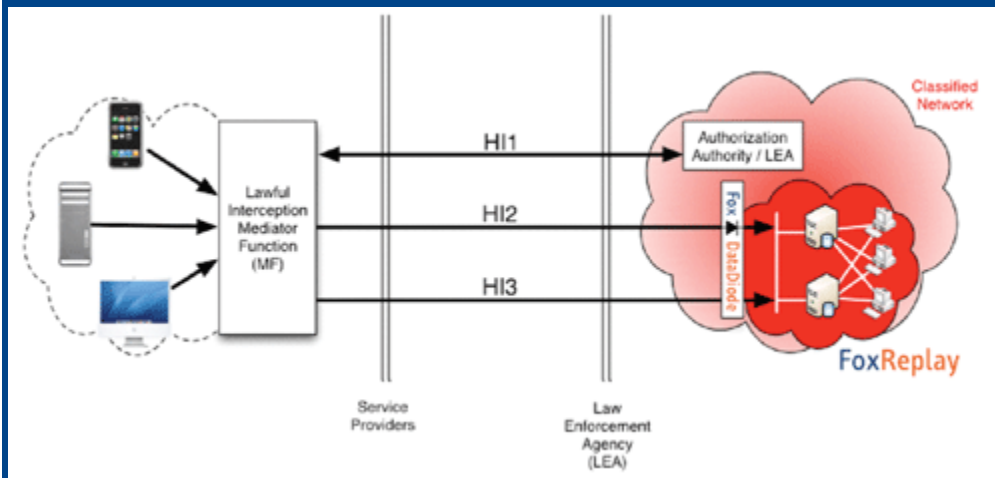 Classified
Network
HI1
Authorization
Authority / LEA
Lawful
Interception
Mediator
Function
(MF)
HI2
Fox DataDiode
HI3
FoxReplay
Service
Providers
Law
Enforcement
Agency
(LEA)